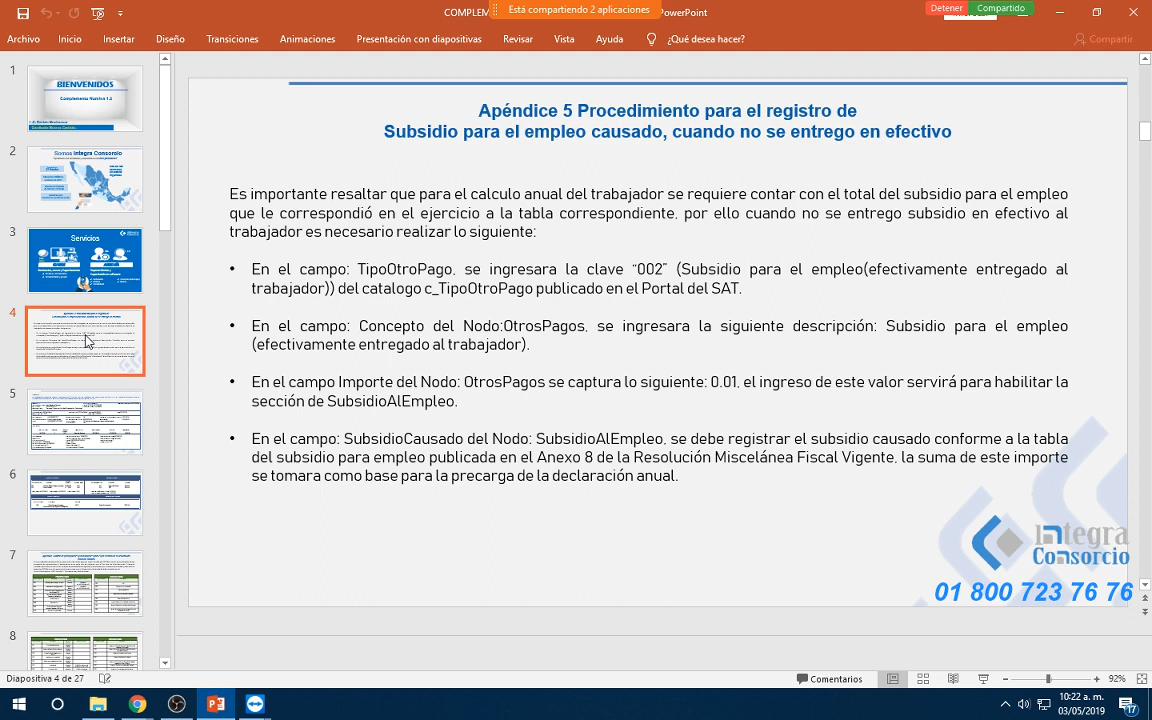 COMPLEM
Está compartiendo 2 aplicaciones
PowerPoint
Detener
Compartido
Archivo Inicio Insertar Diseño Transiciones Animaciones Presentación con diapositivas Revisar Vista Ayuda ¿Qué desea hacer? Compartir
1
BIENVENIDOS
2
Somos Integra Consorcio
3
Servicios
4
5
6
7
8
Apéndice 5 Procedimiento para el registro de
Subsidio para el empleo causado, cuando no se entrego en efectivo
Es importante resaltar que para el calculo anual del trabajador se requiere contar con el total del subsidio para el empleo
que le correspondió en el ejercicio a la tabla correspondiente, por ello cuando no se entrego subsidio en efectivo al
trabajador es necesario realizar lo siguiente:
• En el campo: TipoOtroPago, se ingresara la clave “002” (Subsidio para el empleo(efectivamente entregado al
trabajador)) del catalogo c_TipoOtroPago publicado en el Portal del SAT.
• En el campo: Concepto del Nodo:OtrosPagos, se ingresara la siguiente descripción: Subsidio para el empleo
(efectivamente entregado al trabajador).
• En el campo Importe del Nodo: OtrosPagos se captura lo siguiente: 0.01, el ingreso de este valor servirá para habilitar la
sección de SubsidioAlEmpleo.
• En el campo: SubsidioCausado del Nodo: SubsidioAlEmpleo, se debe registrar el subsidio causado conforme a la tabla
del subsidio para empleo publicada en el Anexo 8 de la Resolución Miscelánea Fiscal Vigente, la suma de este importe
se tomara como base para la precarga de la declaración anual.
Integra
Consorcio
01 800 723 76 76
Diapositiva 4 de 27
Comentarios
92%
10:22 a. m.
03/05/2019
17